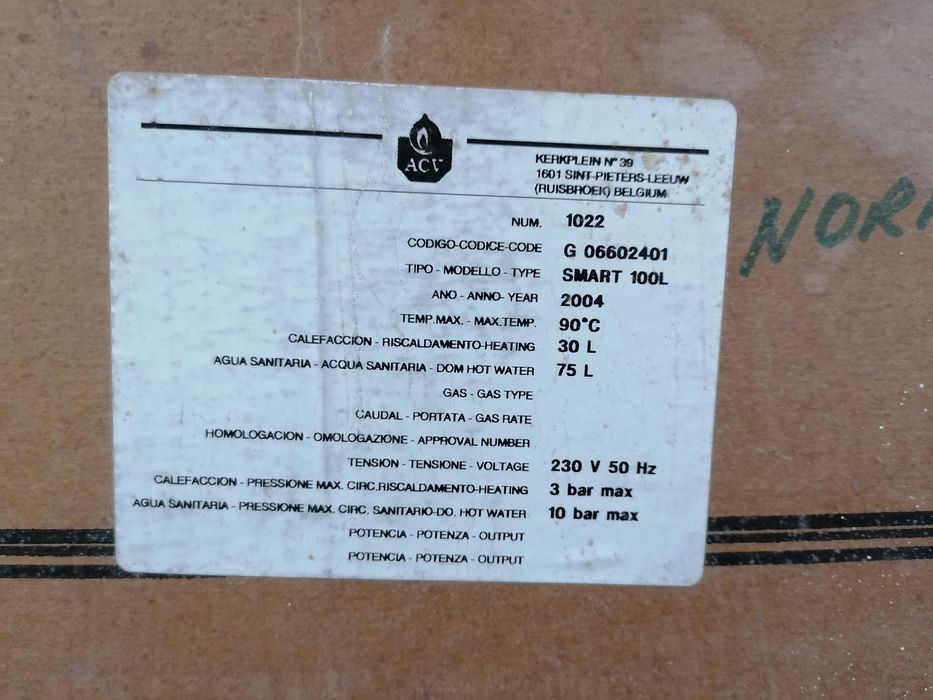 ACV
KERKPLEIN N° 39
1601 SINT-PIETERS-LEEUW
(RUISBROEK) BELGIUM
NUM. 1022
CODIGO-CODICE-CODE G 06602401
TIPO - MODELLO - TYPE SMART 100L
ANO - ANNO - YEAR 2004
TEMP.MAX. - MAX.TEMP. 90°C
CALEFACCION - RISCALDAMENTO-HEATING 30 L
AGUA SANITARIA - ACQUA SANITARIA - DOM HOT WATER 75 L
GAS - GAS TYPE
CAUDAL - PORTATA - GAS RATE
HOMOLOGACION - OMOLOGAZIONE - APPROVAL NUMBER
TENSION - TENSIONE - VOLTAGE 230 V 50 Hz
CALEFACCION - PRESSIONE MAX. CIRC.RISCALDAMENTO-HEATING 3 bar max
AGUA SANITARIA - PRESSIONE MAX. CIRC. SANITARIO-DO. HOT WATER 10 bar max
POTENCIA - POTENZA - OUTPUT
POTENCIA - POTENZA - OUTPUT